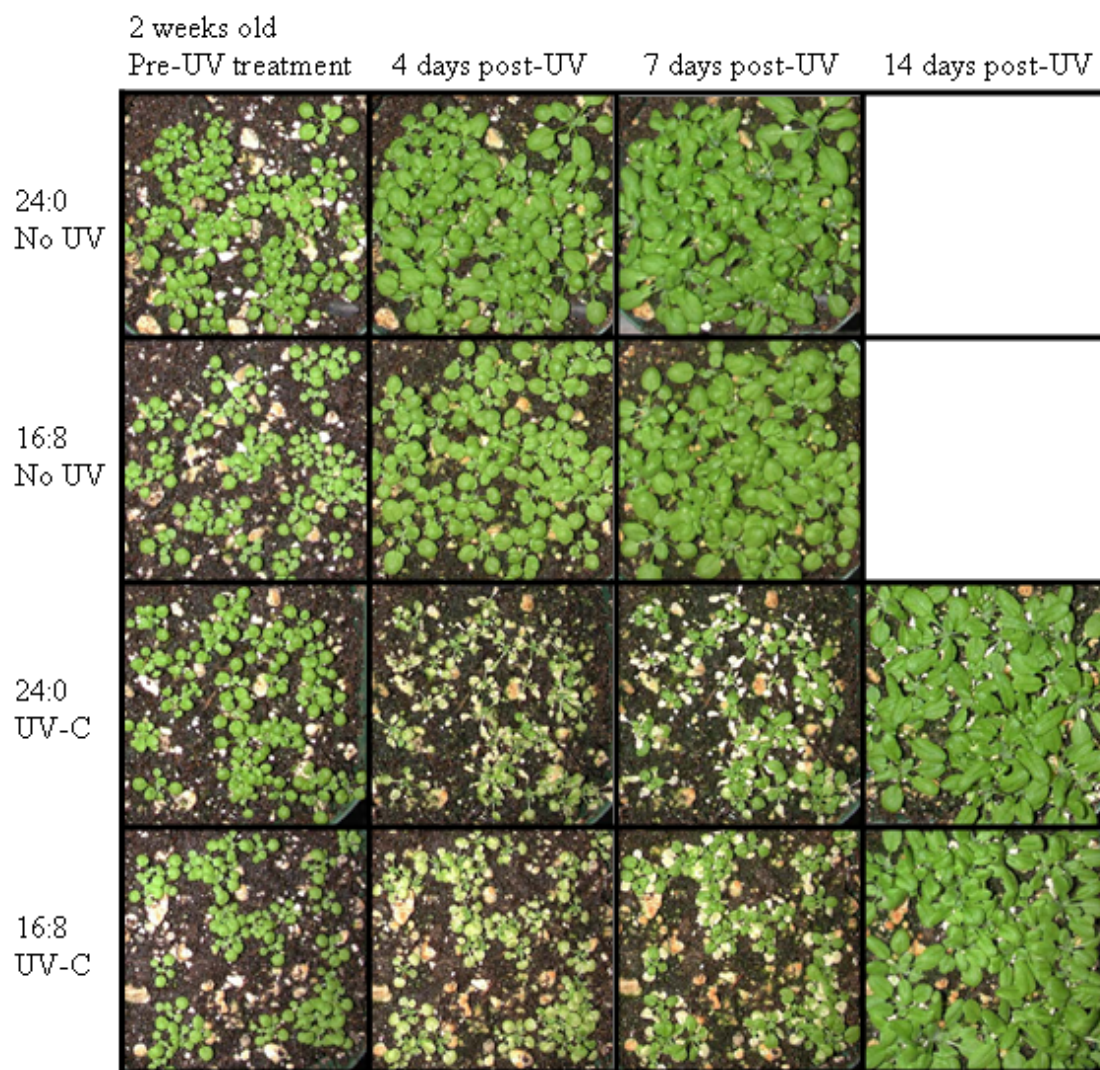 2 weeks old
Pre-UV treatment
4 days post-UV
7 days post-UV
14 days post-UV
24:0
No UV
16:8
No UV
24:0
UV-C
16:8
UV-C